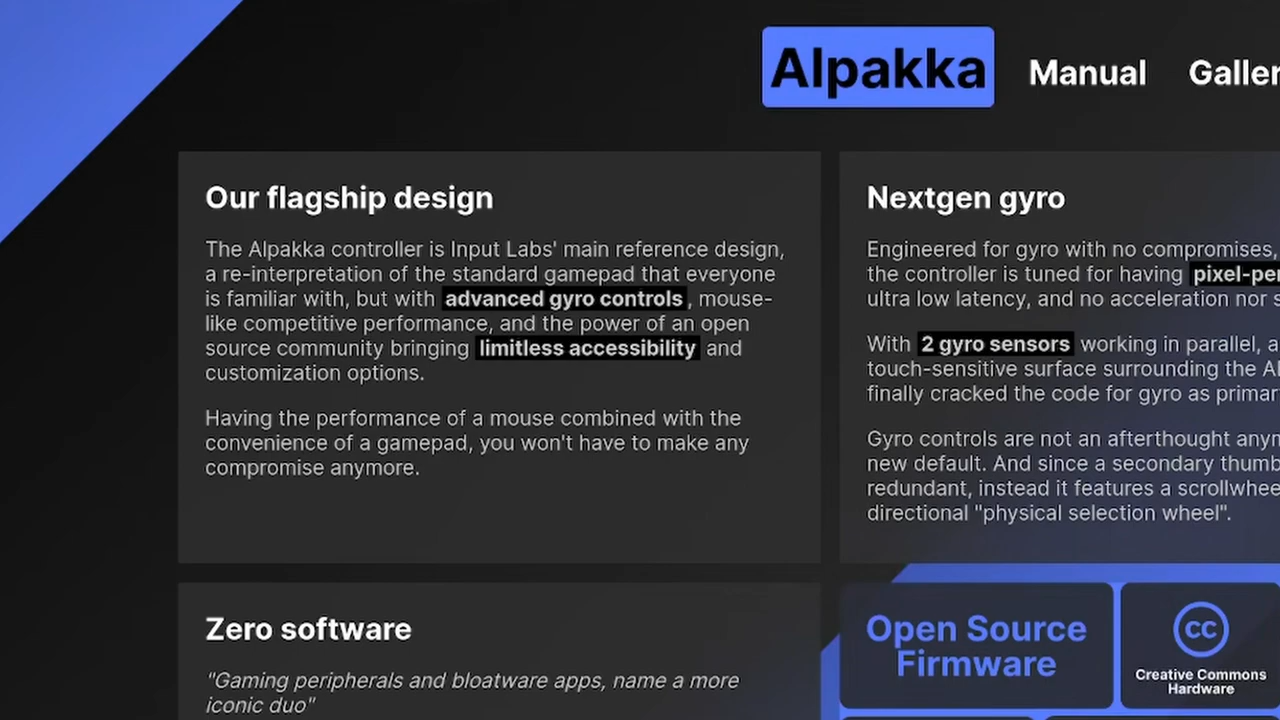 Alpakka
Manual
Our flagship design
The Alpakka controller is Input Labs' main reference design,
a re-interpretation of the standard gamepad that everyone
is familiar with, but with advanced gyro controls, mouse-
like competitive performance, and the power of an open
source community bringing limitless accessibility and
customization options.
Having the performance of a mouse combined with the
convenience of a gamepad, you won't have to make any
compromise anymore.
Nextgen gyro
Engineered for gyro with no compromises,
the controller is tuned for having
ultra low latency, and no acceleration nor
With 2 gyro sensors working in parallel,
touch-sensitive surface surrounding the
finally cracked the code for gyro as
Gyro controls are not an afterthought
new default. And since a secondary
redundant, instead it features a
directional "physical selection wheel".
Zero software
"Gaming peripherals and bloatware apps, name a more
iconic duo"
Open Source
Firmware
CC
Creative Commons
Hardware